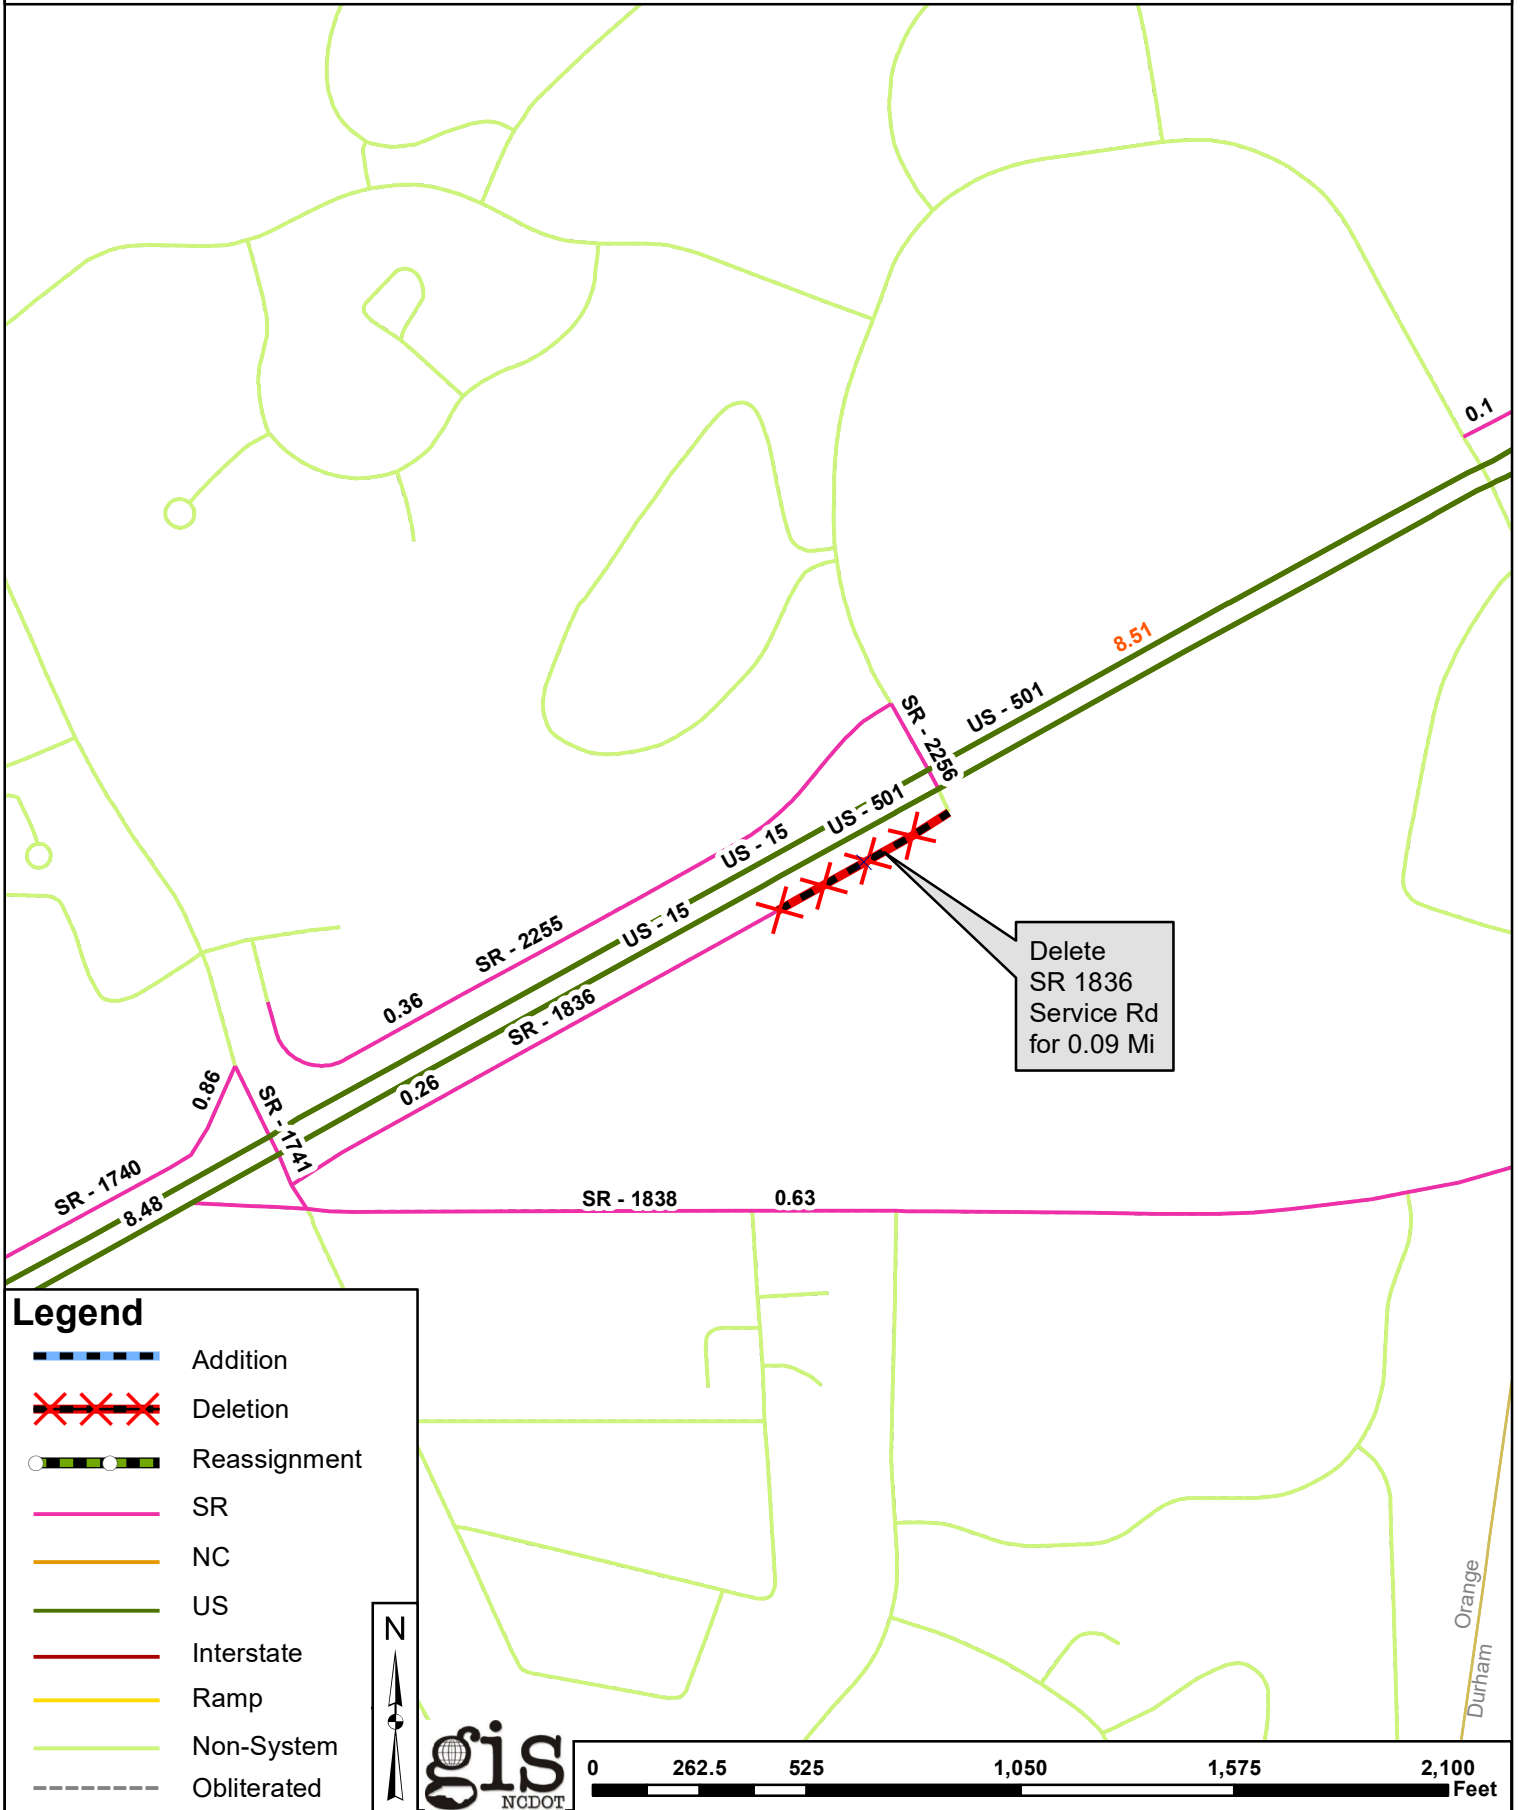 0.1
8.51
SR - 2256
US - 501
US - 501
US - 15
US - 15
SR - 2255
0.36
SR - 1836
0.26
Delete
SR 1836
Service Rd
for 0.09 Mi
0.86
SR - 1741
SR - 1740
8.48
SR - 1838
0.63
Legend
Addition
Deletion
Reassignment
SR
NC
US
Interstate
Ramp
Non-System
Obliterated
N
gis
NCDOT
0 262.5 525 1,050 1,575 2,100
Feet
Orange
Durham